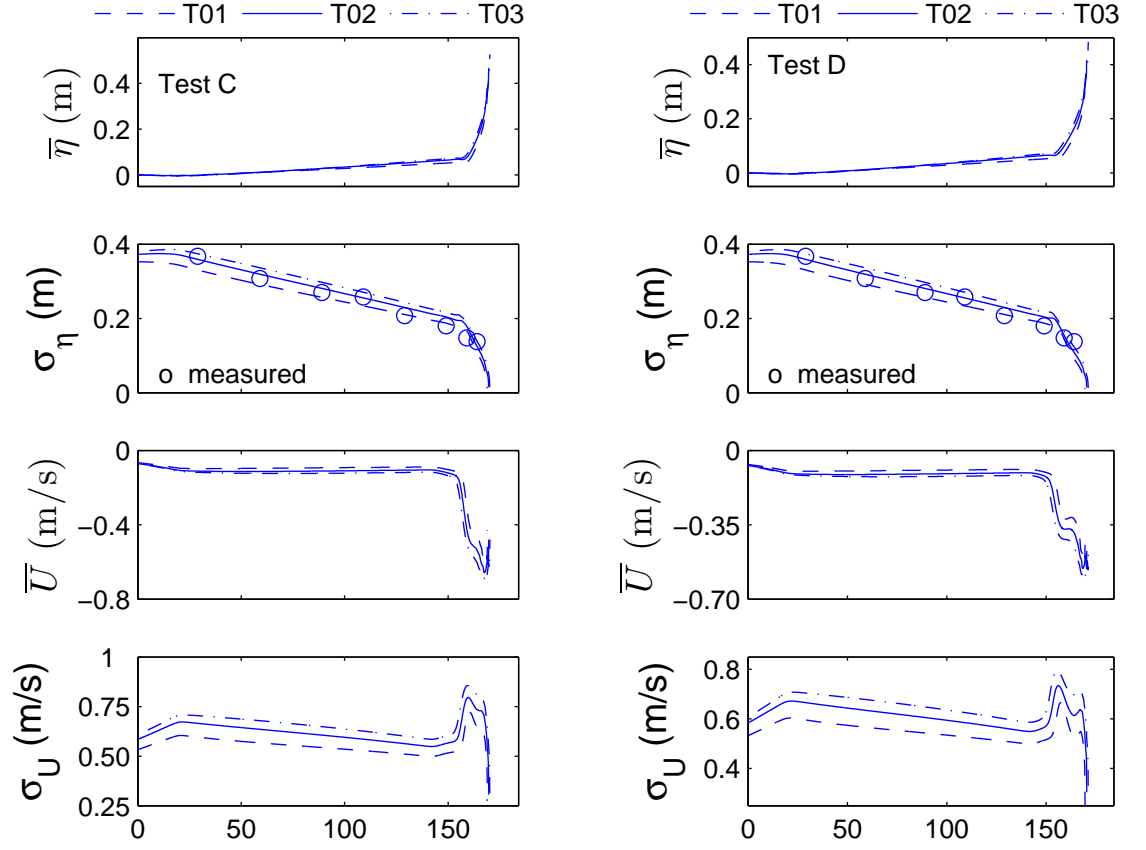 T01 T02 T03 T01 T02 T03
η̅ (m) 0.4 0.2 0 Test C
η̅ (m) 0.4 0.2 0 Test D
σ_η (m) 0.4 0.2 0 o measured
σ_η (m) 0.4 0.2 0 o measured
U̅ (m/s) 0 −0.4 −0.8
U̅ (m/s) 0 −0.35 −0.70
σ_U (m/s) 1 0.75 0.50 0.25
σ_U (m/s) 0.8 0.6 0.4
0 50 100 150 0 50 100 150